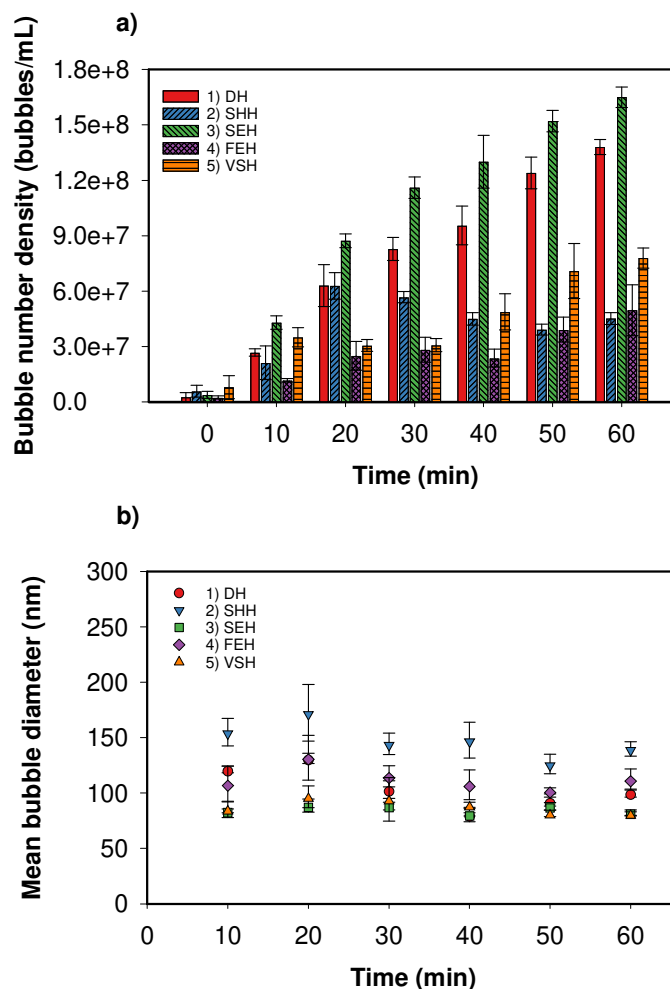 a)
Bubble number density (bubbles/mL)
1.8e+8
1.5e+8
1.2e+8
9.0e+7
6.0e+7
3.0e+7
0.0
1) DH
2) SHH
3) SEH
4) FEH
5) VSH
0 10 20 30 40 50 60
Time (min)
b)
Mean bubble diameter (nm)
300
250
200
150
100
50
0
1) DH
2) SHH
3) SEH
4) FEH
5) VSH
0 10 20 30 40 50 60
Time (min)